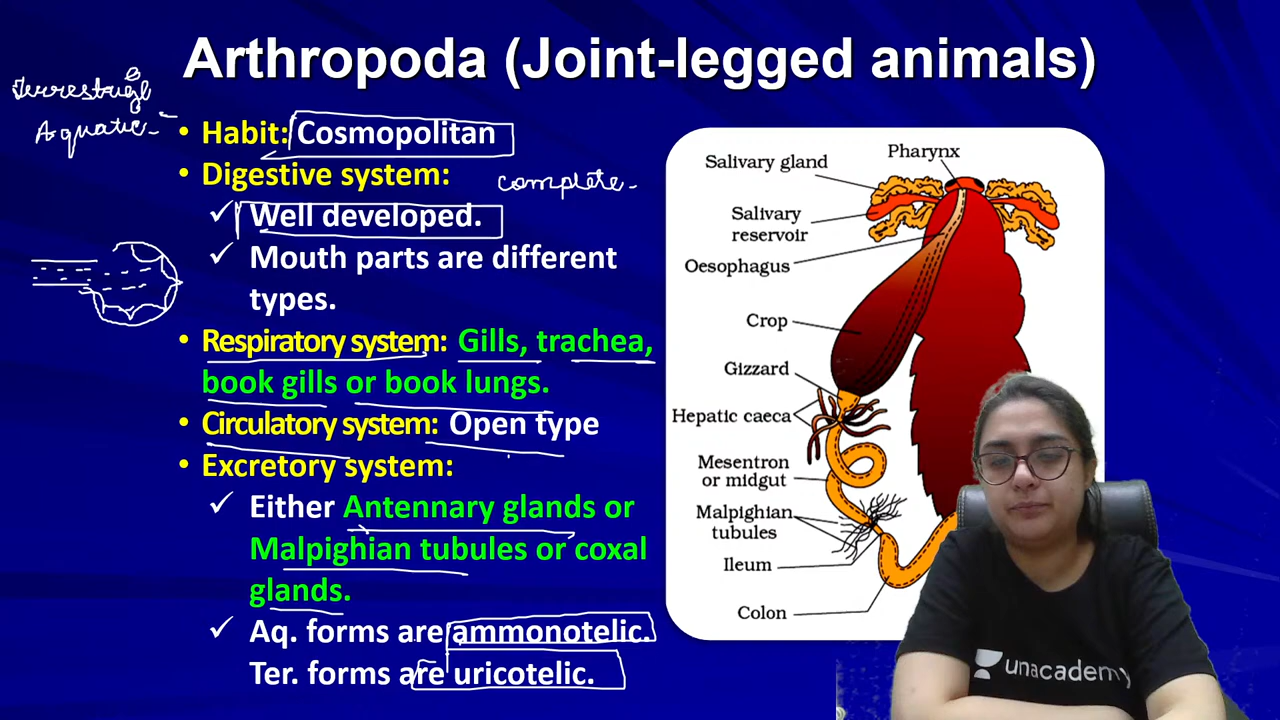 Arthropoda (Joint-legged animals)
Terrestrial
Aquatic
• Habit: Cosmopolitan
• Digestive system:
complete
✓ Well developed.
✓ Mouth parts are different
types.
• Respiratory system: Gills, trachea,
book gills or book lungs.
• Circulatory system: Open type
• Excretory system:
✓ Either Antennary glands or
Malpighian tubules or coxal
glands.
✓ Aq. forms are ammonotelic.
Ter. forms are uricotelic.
Pharynx
Salivary gland
Salivary
reservoir
Oesophagus
Crop
Gizzard
Hepatic caeca
Mesentron
or midgut
Malpighian
tubules
Ileum
Colon
unacademy